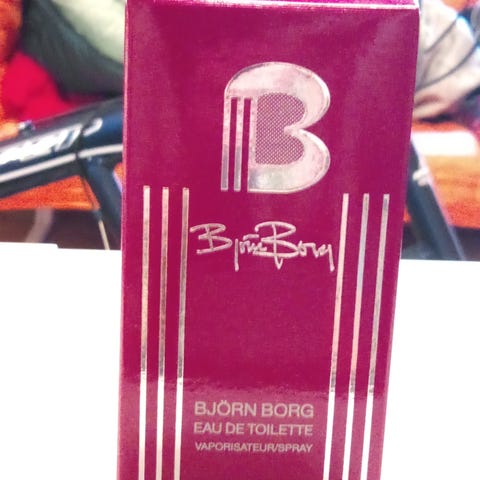 B
Björn Borg
BJÖRN BORG
EAU DE TOILETTE
VAPORISATEUR/SPRAY